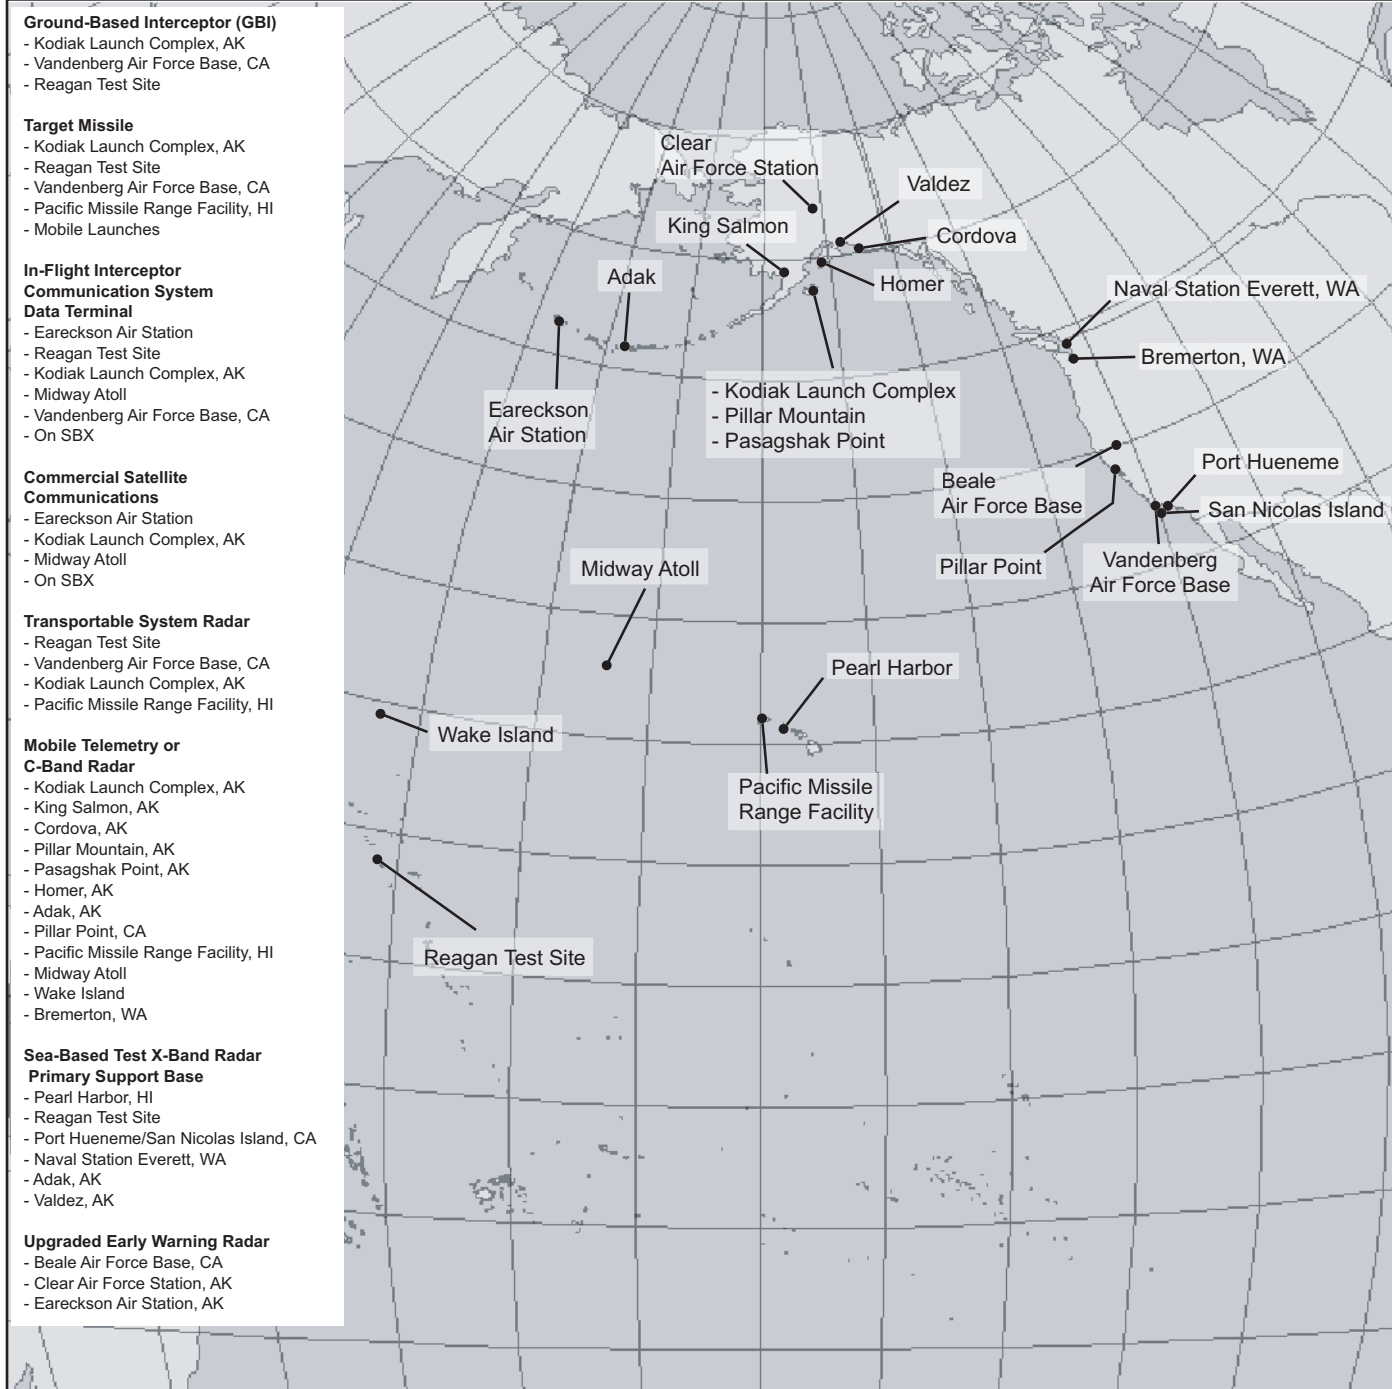 Ground-Based Interceptor (GBI)
- Kodiak Launch Complex, AK
- Vandenberg Air Force Base, CA
- Reagan Test Site
Target Missile
- Kodiak Launch Complex, AK
- Reagan Test Site
- Vandenberg Air Force Base, CA
- Pacific Missile Range Facility, HI
- Mobile Launches
In-Flight Interceptor
Communication System
Data Terminal
- Eareckson Air Station
- Reagan Test Site
- Kodiak Launch Complex, AK
- Midway Atoll
- Vandenberg Air Force Base, CA
- On SBX
Commercial Satellite
Communications
- Eareckson Air Station
- Kodiak Launch Complex, AK
- Midway Atoll
- On SBX
Transportable System Radar
- Reagan Test Site
- Vandenberg Air Force Base, CA
- Kodiak Launch Complex, AK
- Pacific Missile Range Facility, HI
Mobile Telemetry or
C-Band Radar
- Kodiak Launch Complex, AK
- King Salmon, AK
- Cordova, AK
- Pillar Mountain, AK
- Pasagshak Point, AK
- Homer, AK
- Adak, AK
- Pillar Point, CA
- Pacific Missile Range Facility, HI
- Midway Atoll
- Wake Island
- Bremerton, WA
Sea-Based Test X-Band Radar
Primary Support Base
- Pearl Harbor, HI
- Reagan Test Site
- Port Hueneme/San Nicolas Island, CA
- Naval Station Everett, WA
- Adak, AK
- Valdez, AK
Upgraded Early Warning Radar
- Beale Air Force Base, CA
- Clear Air Force Station, AK
- Eareckson Air Station, AK
Clear
Air Force Station
Valdez
King Salmon
Cordova
Adak
Homer
Naval Station Everett, WA
Bremerton, WA
Eareckson
Air Station
- Kodiak Launch Complex
- Pillar Mountain
- Pasagshak Point
Port Hueneme
Beale
Air Force Base
San Nicolas Island
Pillar Point
Vandenberg
Air Force Base
Midway Atoll
Pearl Harbor
Wake Island
Pacific Missile
Range Facility
Reagan Test Site